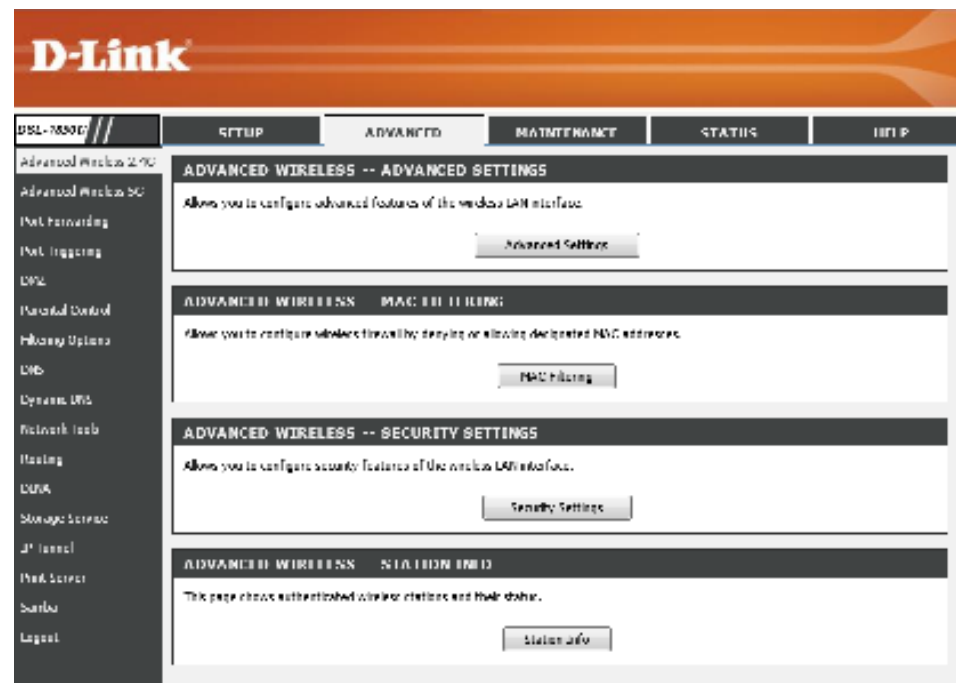 D-Link
SETUP
ADVANCED
MAINTENANCE
STATUS
HELP
Advanced Wireless 2.4G
Advanced Wireless 5G
Port Forwarding
Port Triggering
DMZ
Parental Control
Filtering Options
DNS
Dynamic DNS
Network Tools
Routing
DLNA
Storage Service
IP Tunnel
Print Server
Samba
Logout
ADVANCED WIRELESS -- ADVANCED SETTINGS
Allows you to configure advanced features of the wireless LAN interface.
Advanced Settings
ADVANCED WIRELESS -- MAC FILTERING
Allows you to configure wireless firewall by denying or allowing designated MAC addresses.
MAC Filtering
ADVANCED WIRELESS -- SECURITY SETTINGS
Allows you to configure security features of the wireless LAN interface.
Security Settings
ADVANCED WIRELESS -- STATION INFO
This page shows authenticated wireless stations and their status.
Station Info